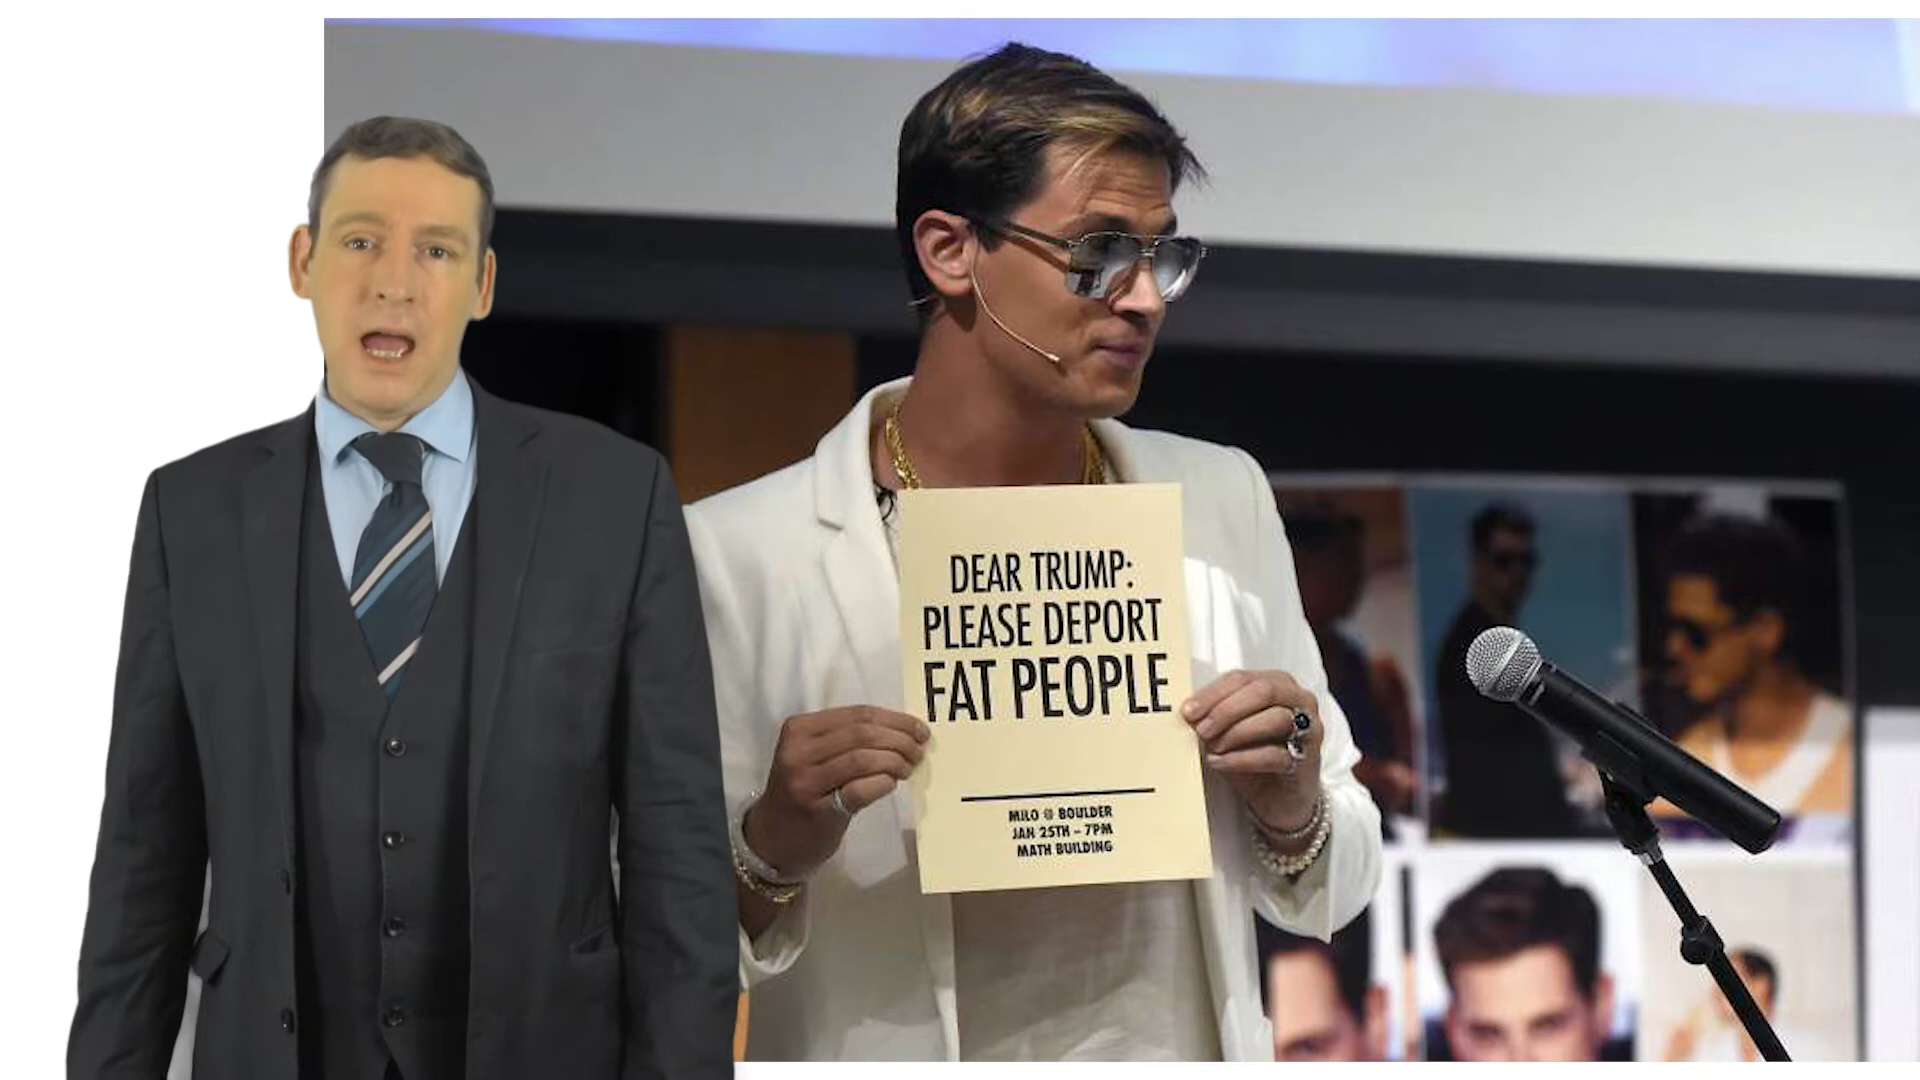 DEAR TRUMP:
PLEASE DEPORT
FAT PEOPLE
MILO @ BOULDER
JAN 25TH - 7PM
MATH BUILDING